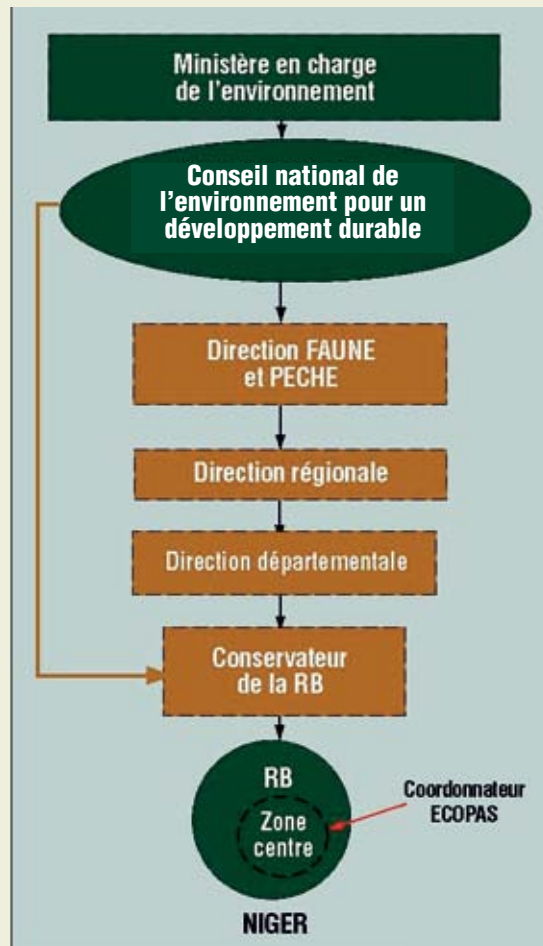 Ministère en charge
de l'environnement
Conseil national de
l'environnement pour un
développement durable
Direction FAUNE
et PECHE
Direction régionale
Direction départementale
Conservateur
de la RB
RB
Zone
centre
Coordonnateur
ECOPAS
NIGER